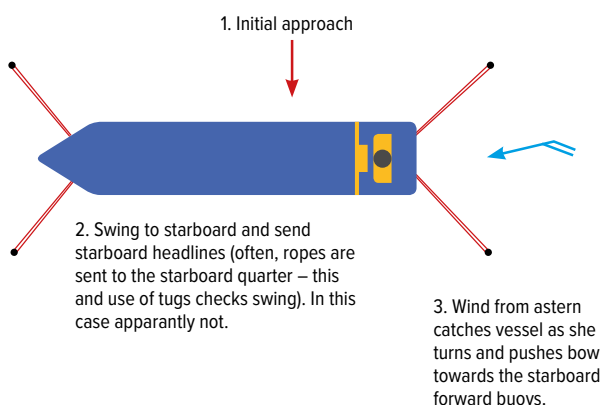 1. Initial approach
2. Swing to starboard and send
starboard headlines (often, ropes are
sent to the starboard quarter – this
and use of tugs checks swing). In this
case apparantly not.
3. Wind from astern
catches vessel as she
turns and pushes bow
towards the starboard
forward buoys.